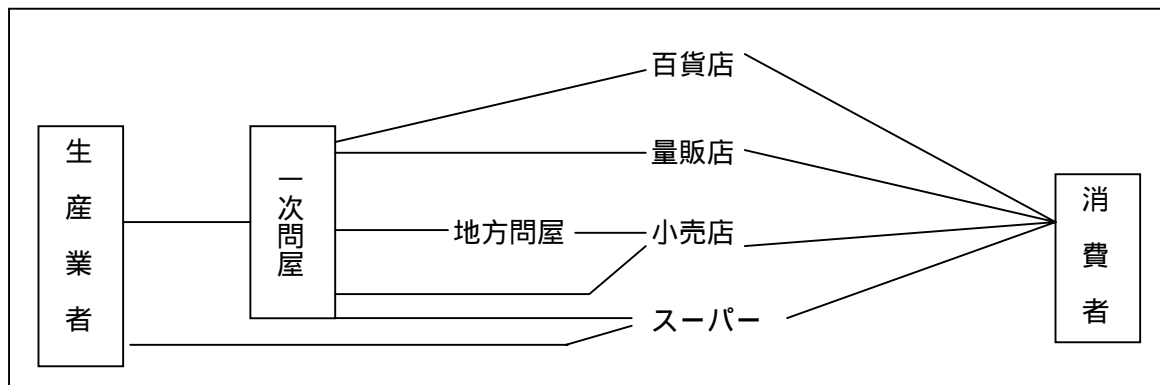 生産業者
一次問屋
百貨店
量販店
地方問屋
小売店
スーパー
消費者